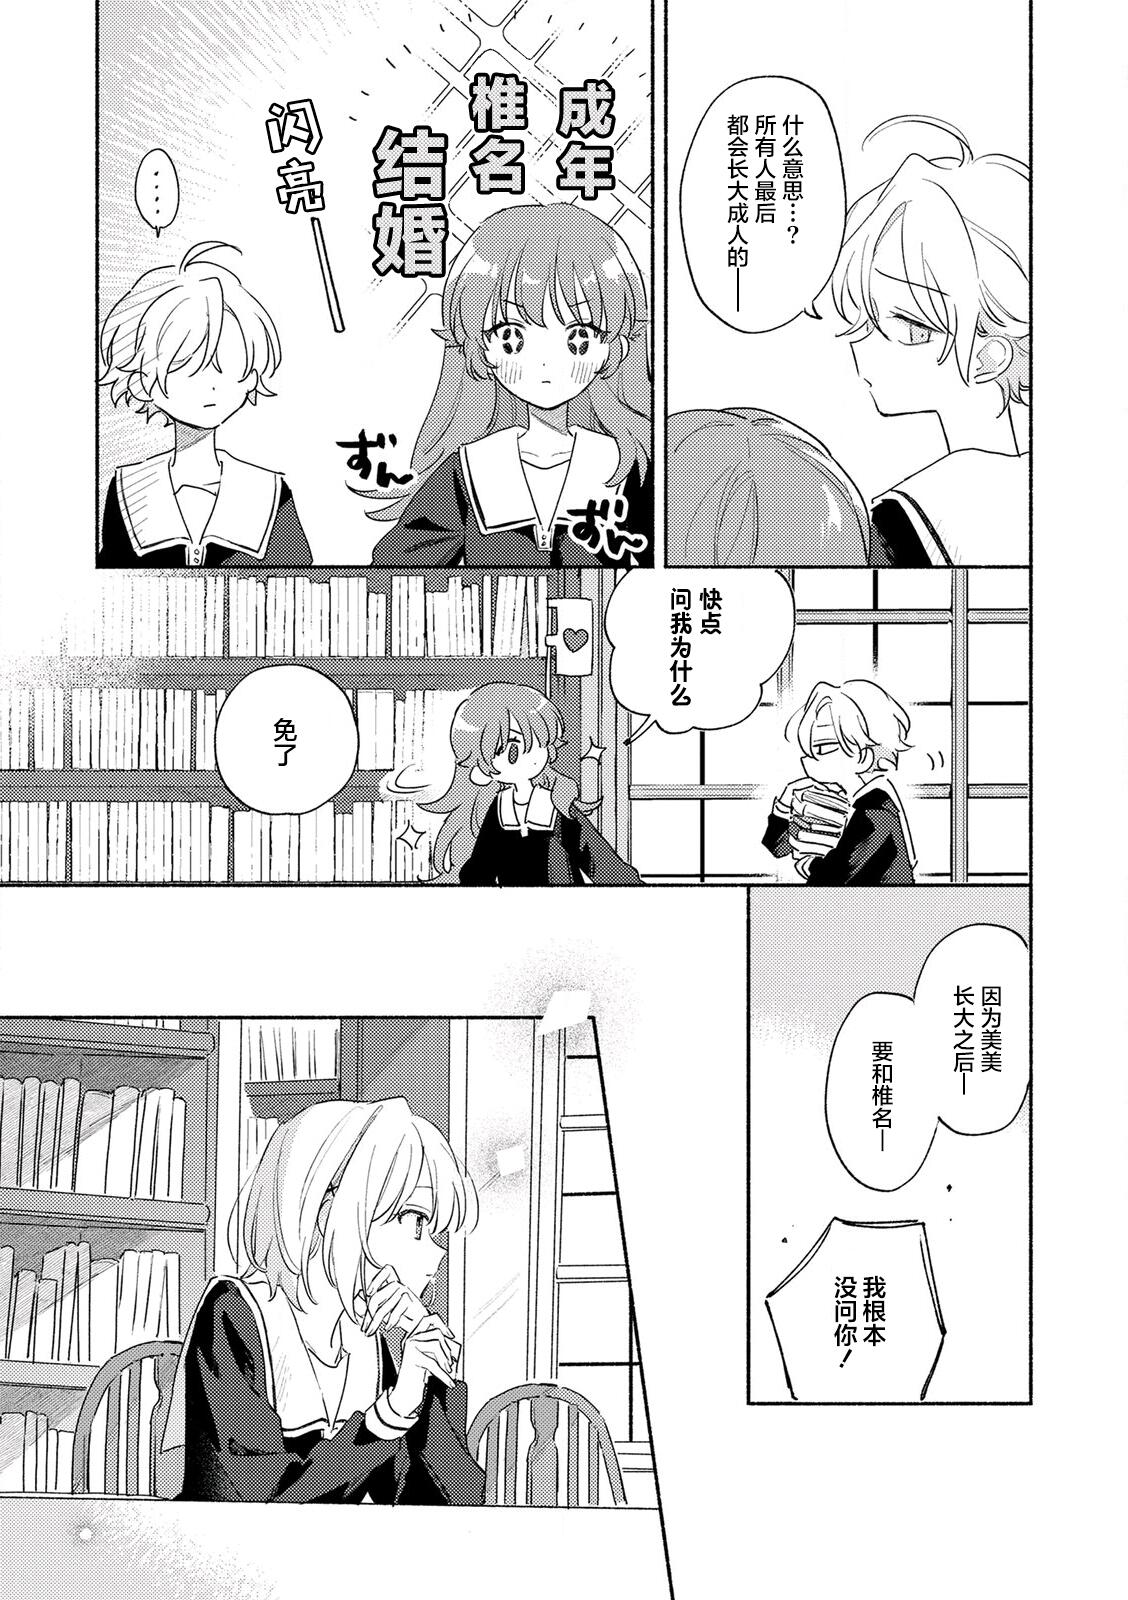 什么意思…？
所有人最后
都会长大成人的—
成年
椎名
结婚
闪亮—
····
ずん
ずん
快点
问我为什么
免了
因为美美
长大之后—
要和椎名—
我根本
没问你！